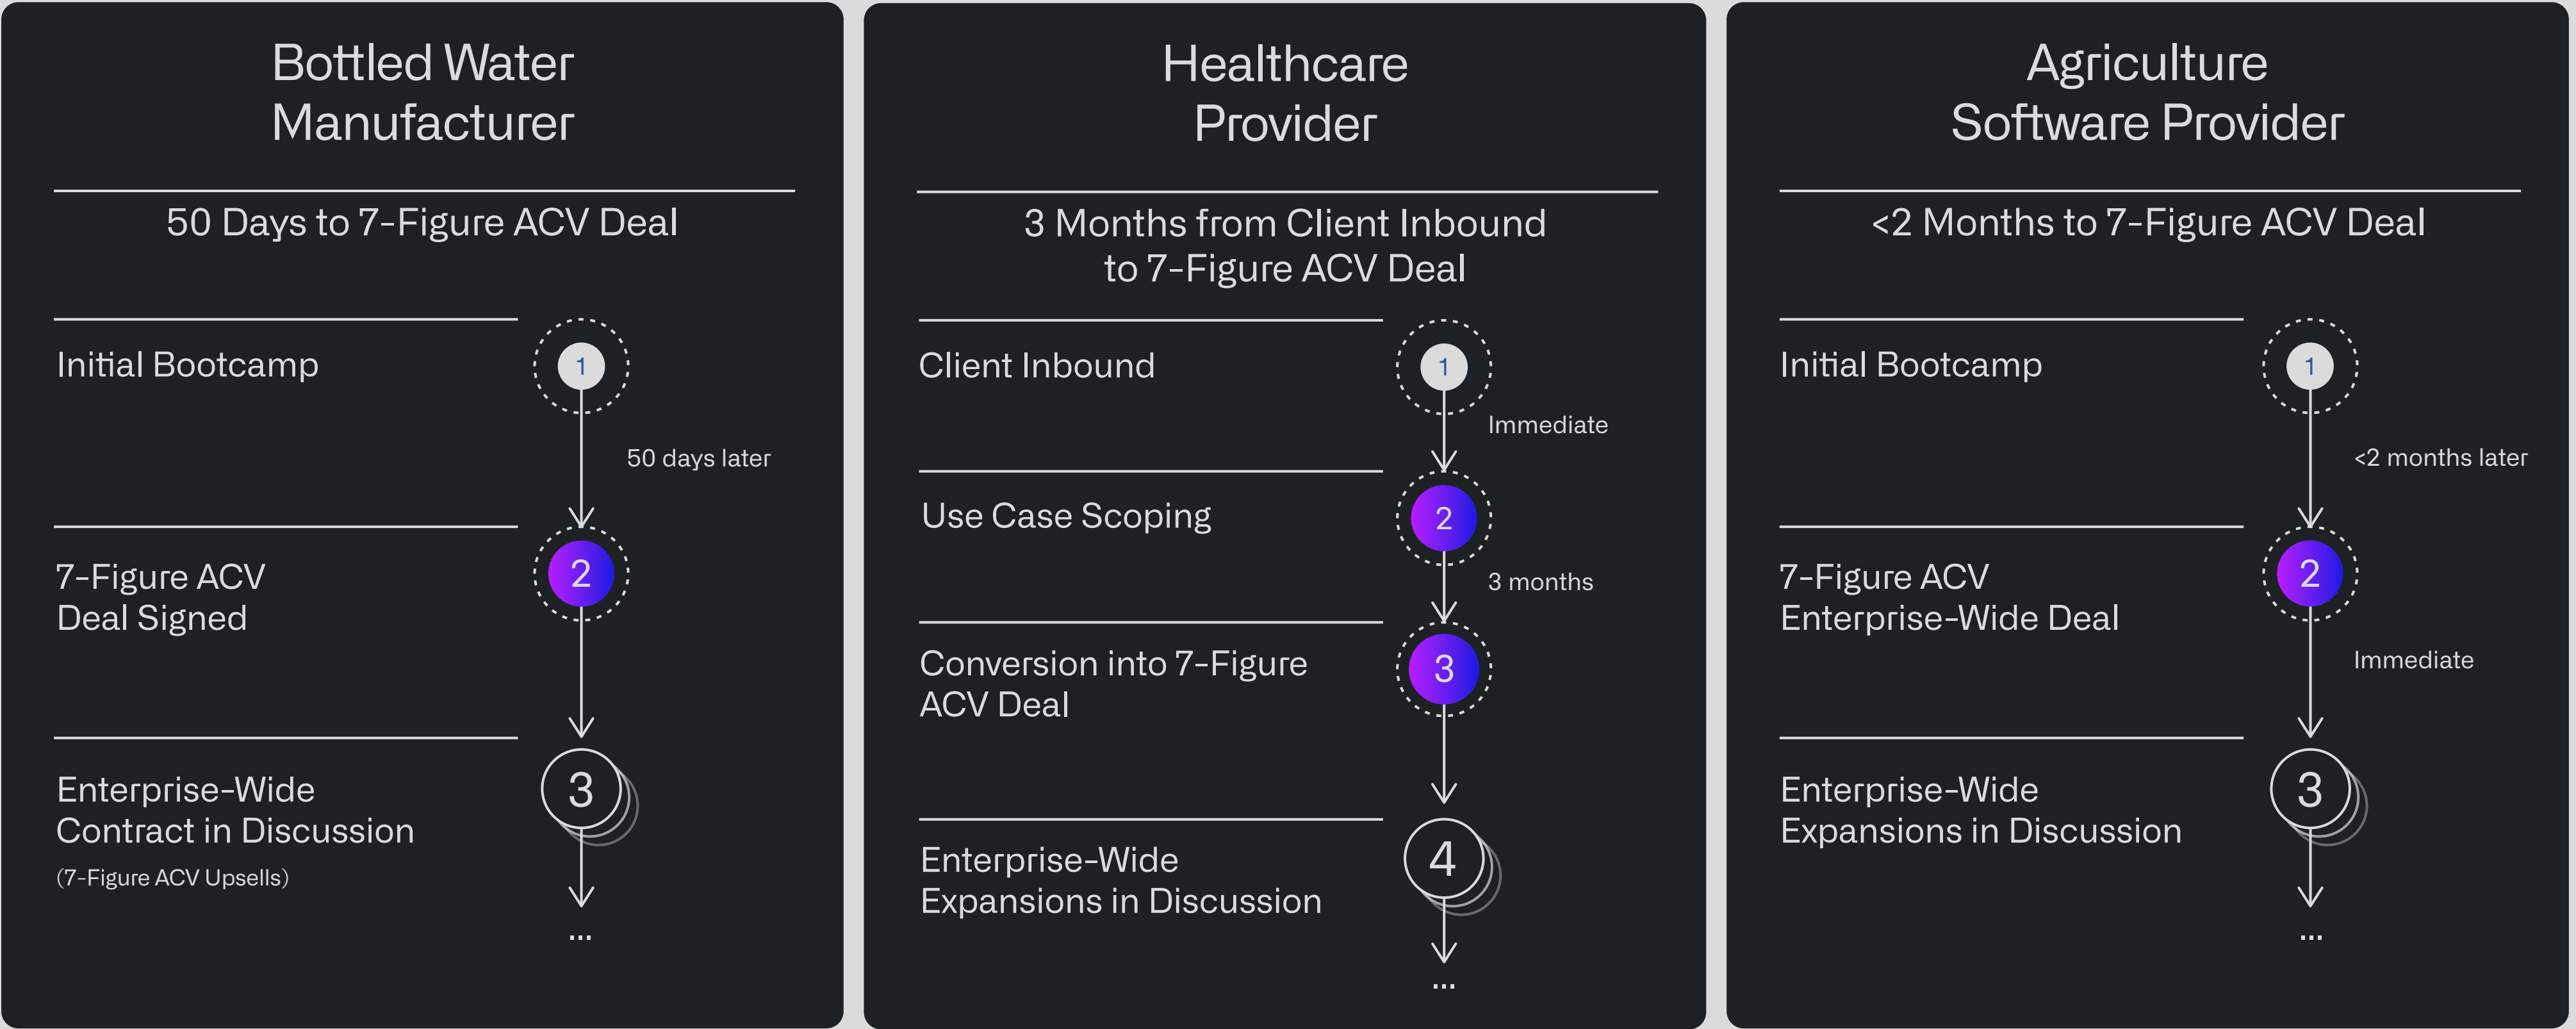 Bottled Water
Manufacturer
50 Days to 7-Figure ACV Deal
Initial Bootcamp
1
50 days later
7-Figure ACV
Deal Signed
2
Enterprise-Wide
Contract in Discussion
(7-Figure ACV Upsells)
3
...
Healthcare
Provider
3 Months from Client Inbound
to 7-Figure ACV Deal
Client Inbound
1
Immediate
Use Case Scoping
2
3 months
Conversion into 7-Figure
ACV Deal
3
Enterprise-Wide
Expansions in Discussion
4
...
Agriculture
Software Provider
<2 Months to 7-Figure ACV Deal
Initial Bootcamp
1
<2 months later
7-Figure ACV
Enterprise-Wide Deal
2
Immediate
Enterprise-Wide
Expansions in Discussion
3
...